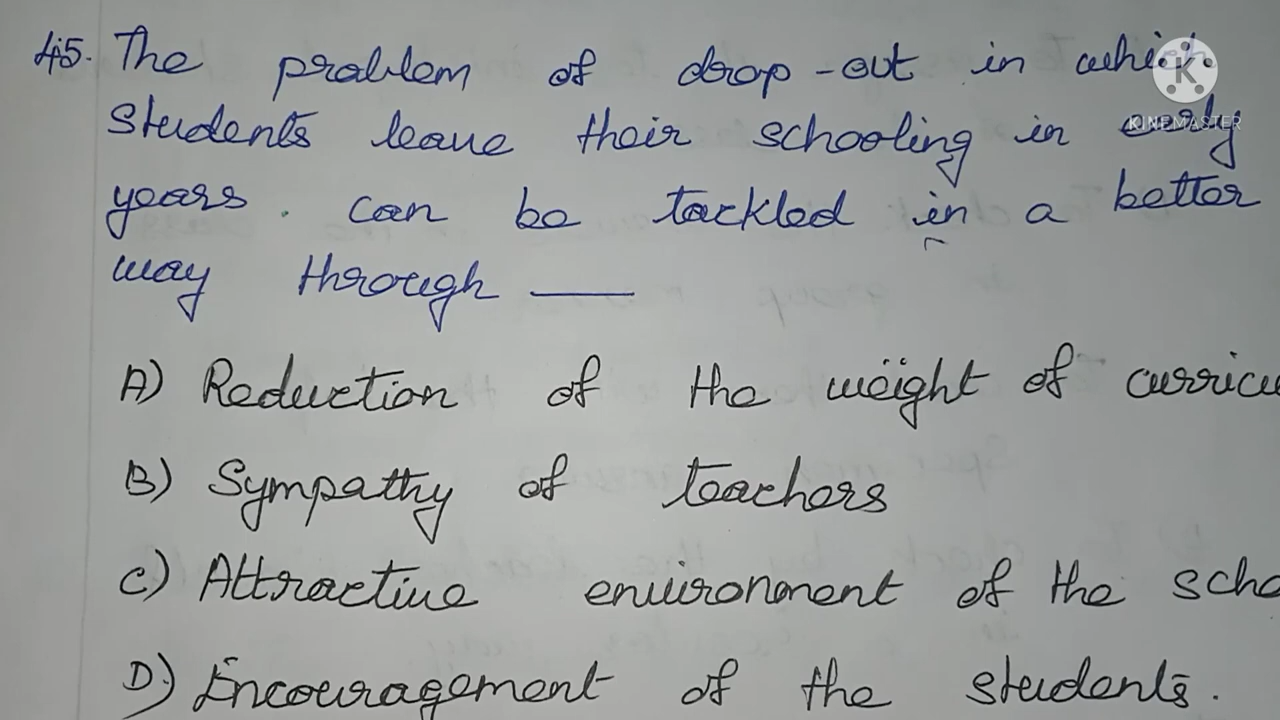 45. The problem of drop-out in which
students leave their schooling in early
years. can be tackled in a better
way through ____
A) Reduction of the weight of curricu
B) Sympathy of teachers
C) Attractive environment of the scho
D) Encouragement of the students.
K
KINEMASTER